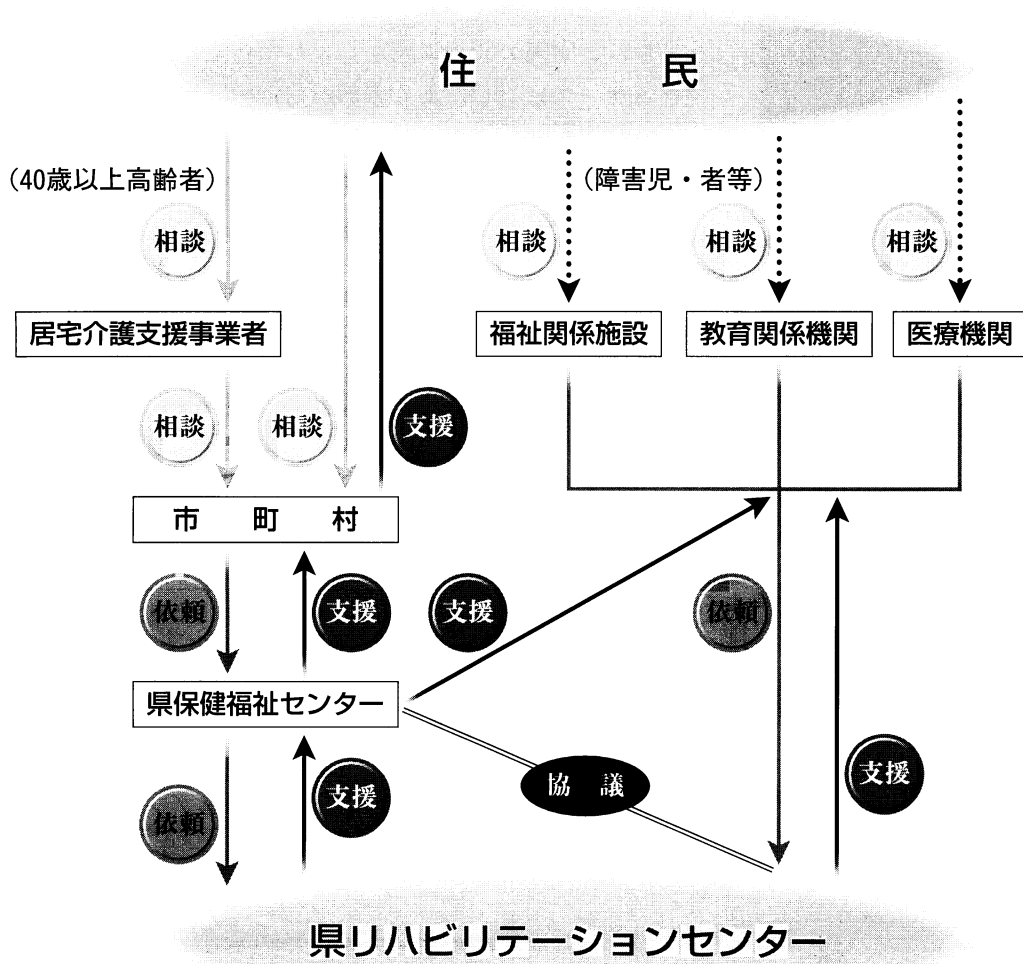 住 民
(40歳以上高齢者)
(障害児・者等)
相談
相談
相談
相談
居宅介護支援事業者
福祉関係施設
教育関係機関
医療機関
相談
相談
支援
市 町 村
依頼
支援
支援
依頼
県保健福祉センター
依頼
支援
協 議
支援
県リハビリテーションセンター